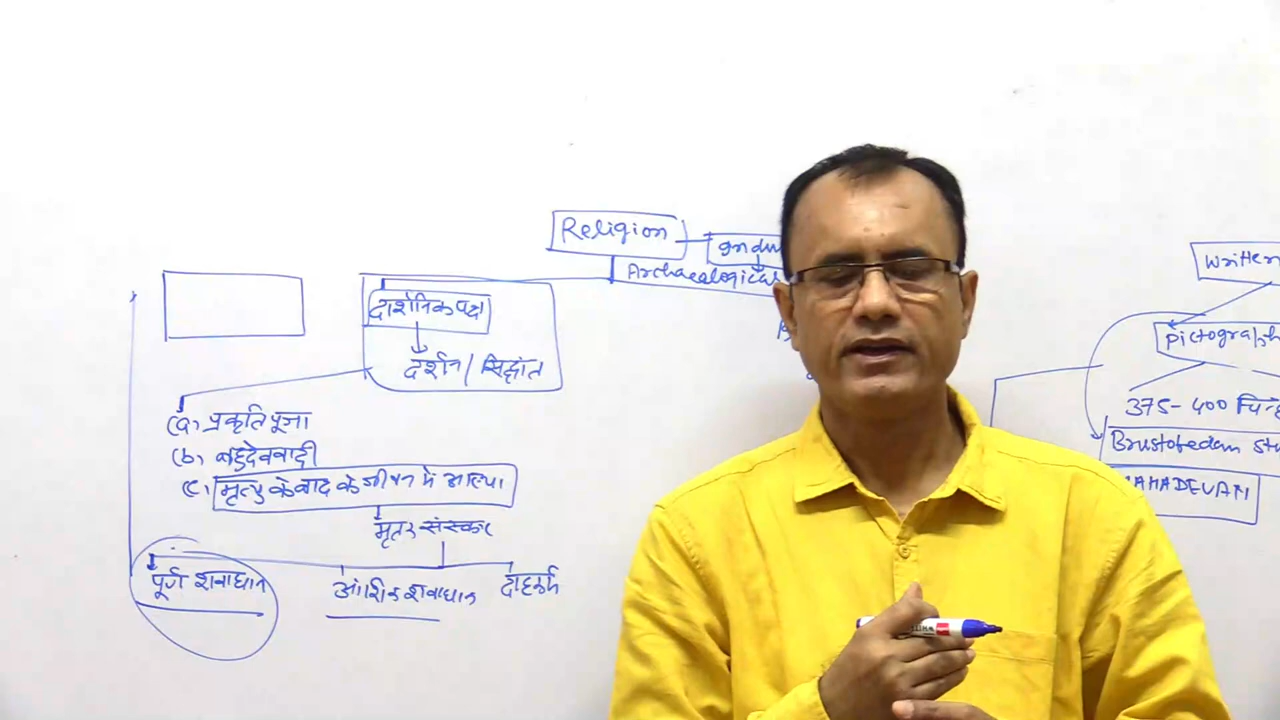 Religion
Archaeological
written
दार्शनिक पक्ष
दर्शन / सिद्धांत
Pictograph
(a) प्रकृति पूजा
375-400 चिन्ह
(b) बहुदेववादी
(c) मृत्यु के बाद के जीवन में आस्था
MAHADEVAN
मृतक संस्कार
पूर्ण शवाधान
आंशिक शवाधान
दाहकर्म